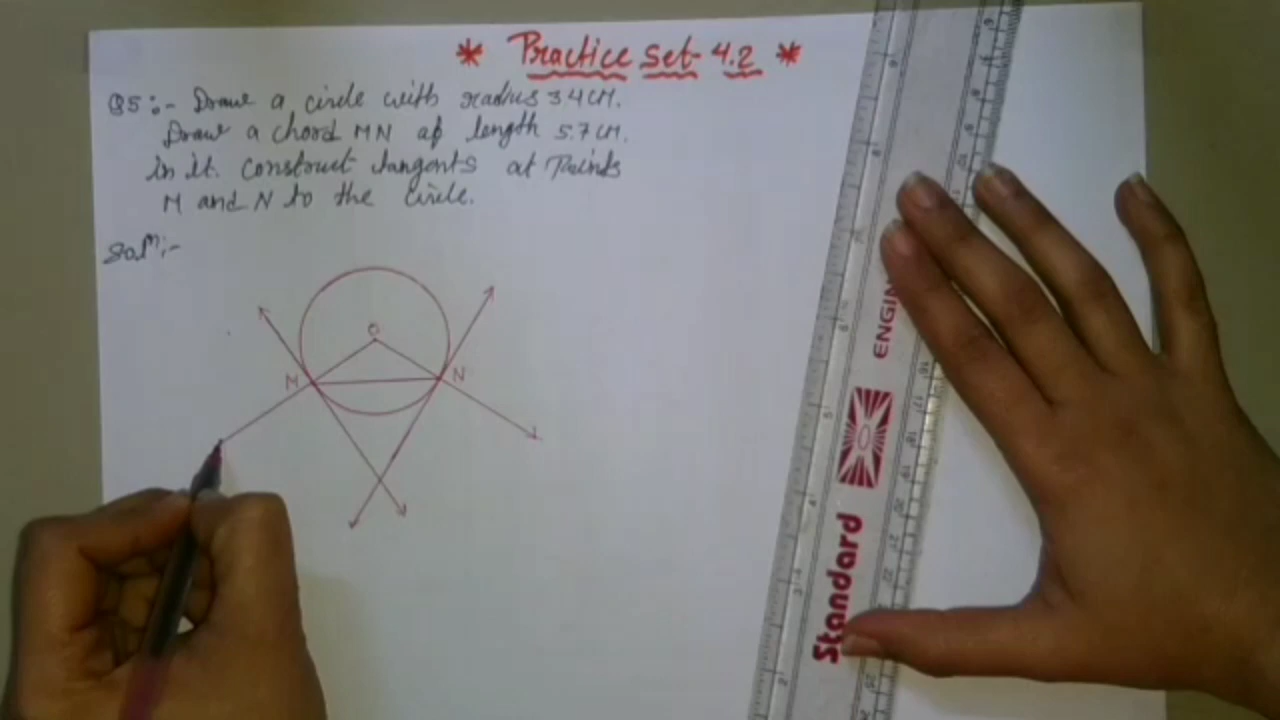 * Practice Set 4.2 *
Q5:- Draw a circle with radius 3.4 CM.
Draw a chord MN of length 5.7 CM.
in it. construct tangents at Points
M and N to the Circle.
Solⁿ:-
O
M
N
Standard
ENGIN